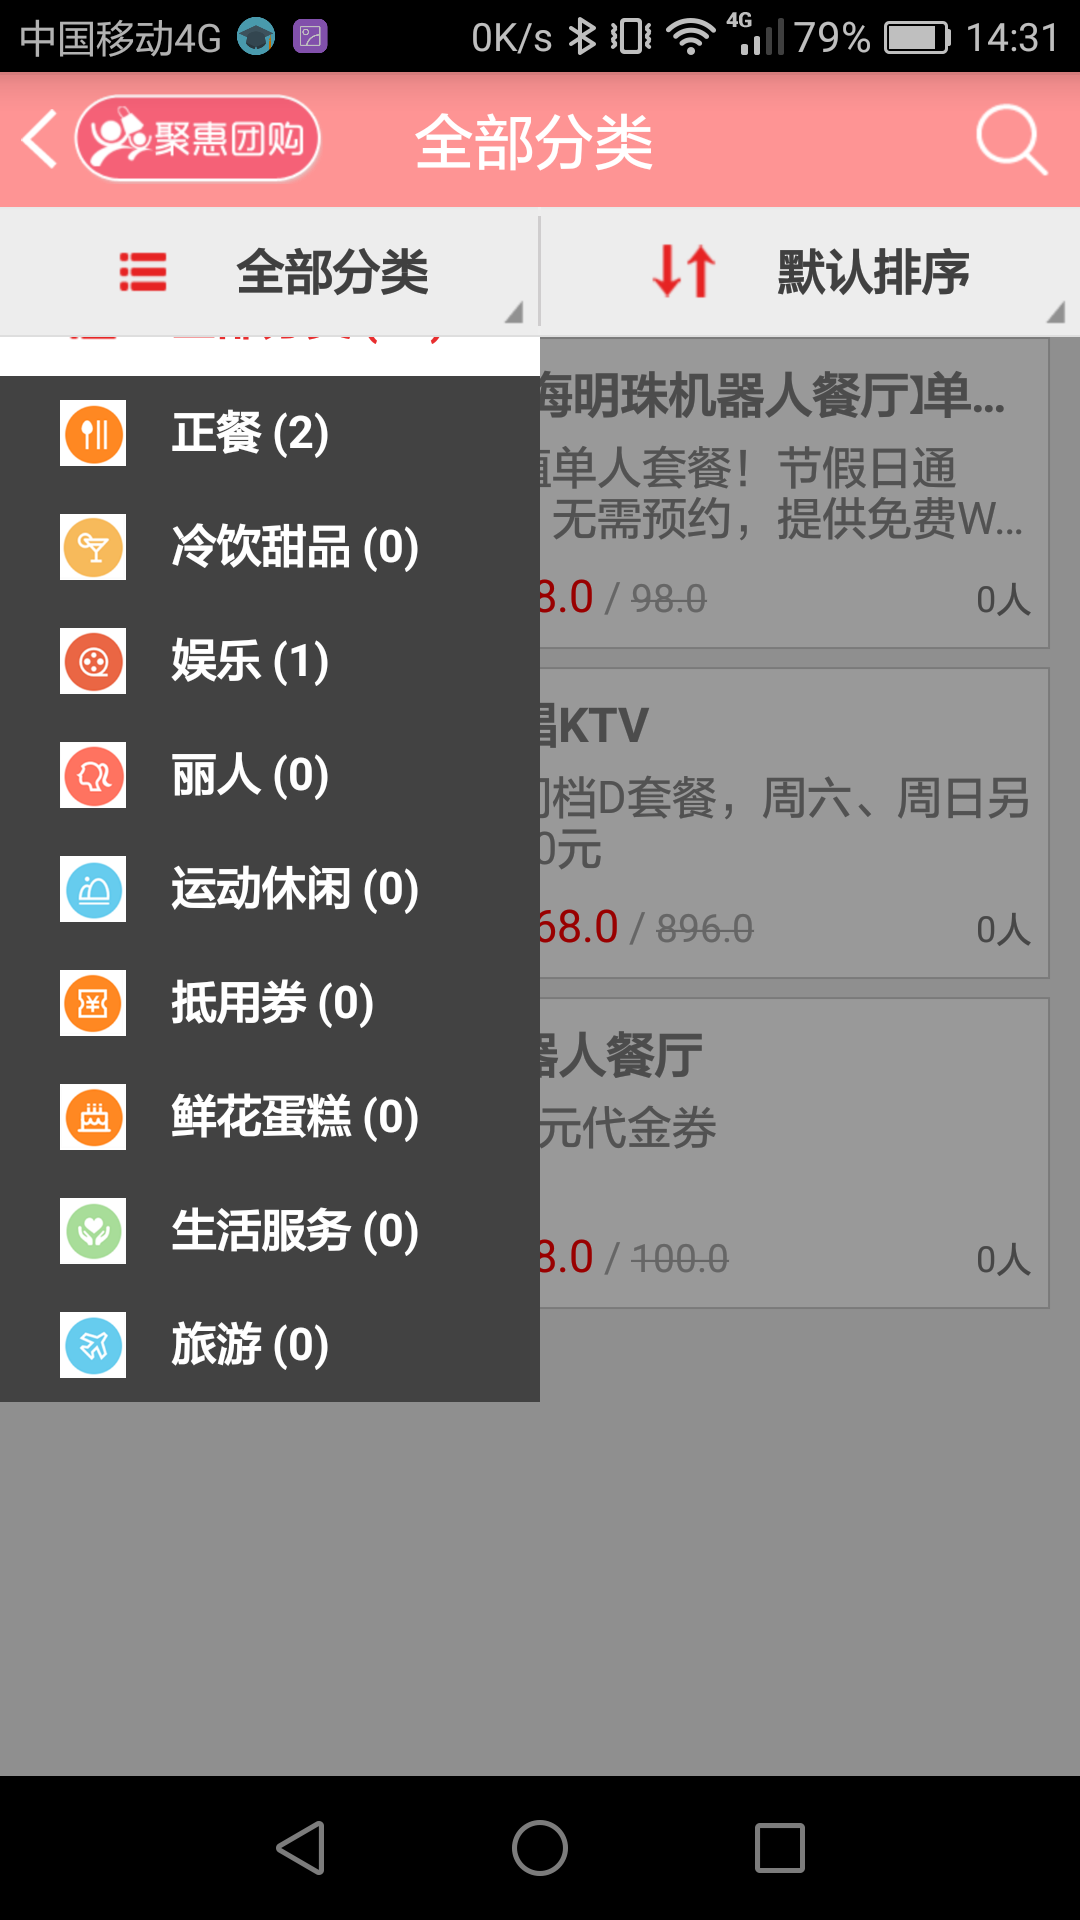 中国移动4G 0K/s 4G 79% 14:31
聚惠团购 全部分类
全部分类 默认排序
正餐 (2)
冷饮甜品 (0)
娱乐 (1)
丽人 (0)
运动休闲 (0)
抵用券 (0)
鲜花蛋糕 (0)
生活服务 (0)
旅游 (0)
海明珠机器人餐厅】单...
值单人套餐！节假日通
无需预约，提供免费W...
8.0 / 98.0 0人
唱KTV
档D套餐，周六、周日另
0元
68.0 / 896.0 0人
器人餐厅
元代金券
8.0 / 100.0 0人